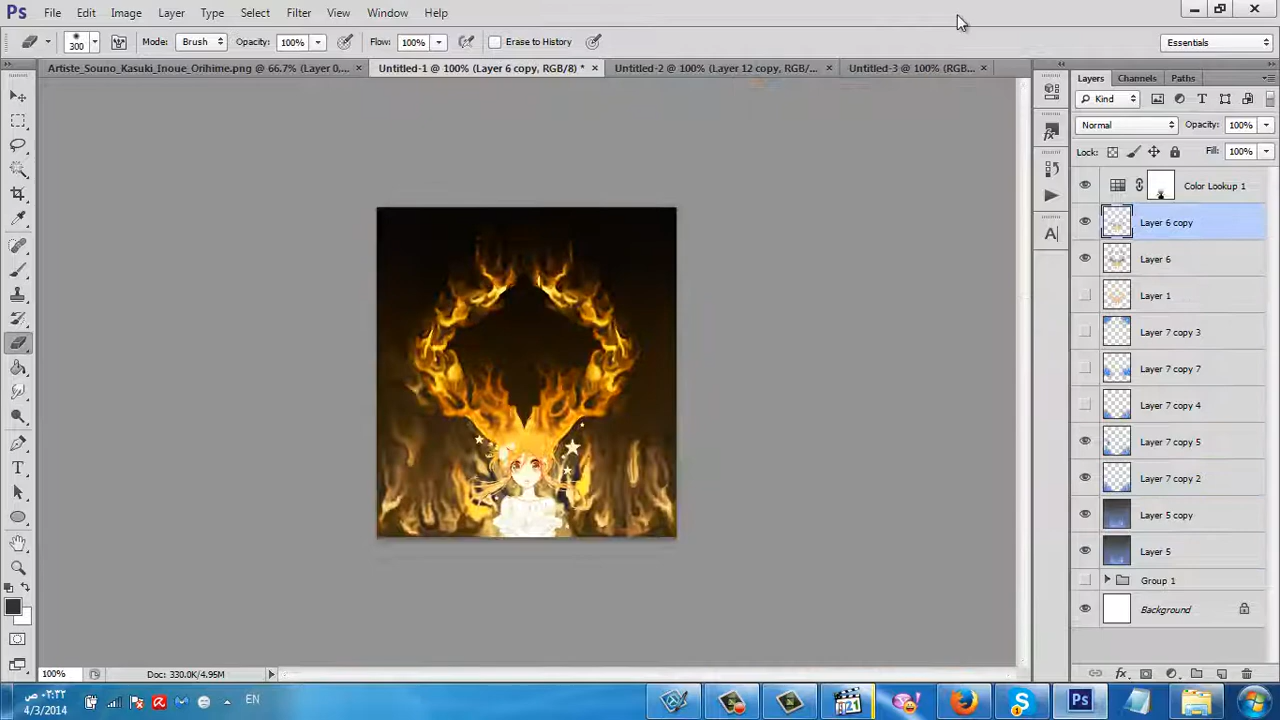 Ps File Edit Image Layer Type Select Filter View Window Help
300 Mode: Brush Opacity: 100% Flow: 100% Erase to History Essentials
Artiste_Souno_Kasuki_Inoue_Orihime.png @ 66.7% (Layer 0,... × Untitled-1 @ 100% (Layer 6 copy, RGB/8) * × Untitled-2 @ 100% (Layer 12 copy, RGB/... × Untitled-3 @ 100% (RGB... ×
Layers Channels Paths
Kind
Normal Opacity: 100%
Lock: Fill: 100%
Color Lookup 1
Layer 6 copy
Layer 6
Layer 1
Layer 7 copy 3
Layer 7 copy 7
Layer 7 copy 4
Layer 7 copy 5
Layer 7 copy 2
Layer 5 copy
Layer 5
Group 1
Background
100% Doc: 330.0K/4.95M
٠٢:٣٢ ص
4/3/2014
EN